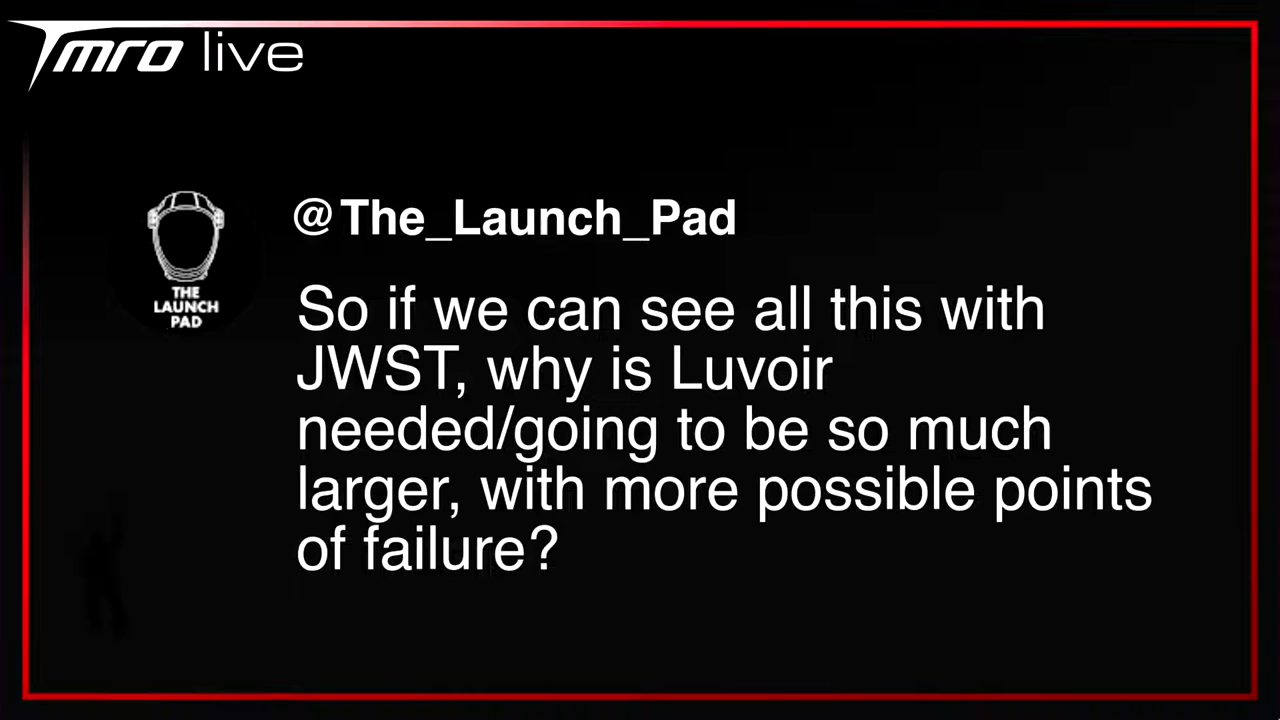 Tmro live
@The_Launch_Pad
THE
LAUNCH
PAD
So if we can see all this with
JWST, why is Luvoir
needed/going to be so much
larger, with more possible points
of failure?